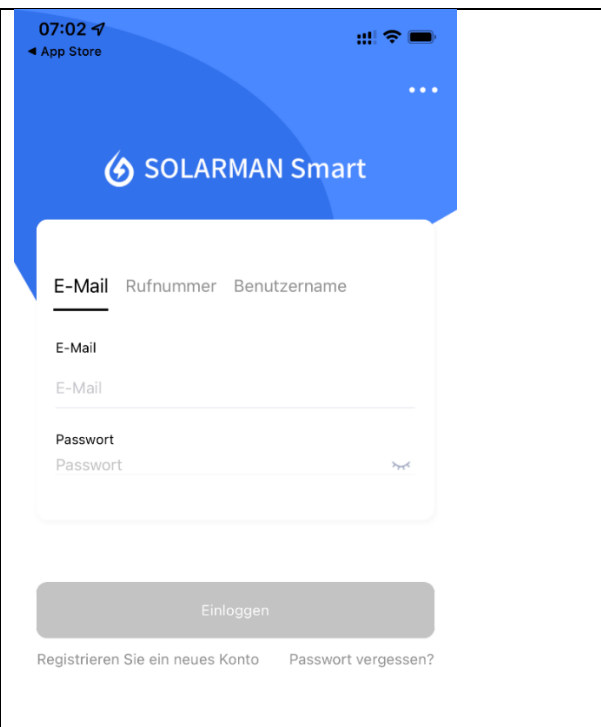 07:02
◀ App Store
SOLARMAN Smart
E-Mail Rufnummer Benutzername
E-Mail
E-Mail
Passwort
Passwort
Einloggen
Registrieren Sie ein neues Konto Passwort vergessen?